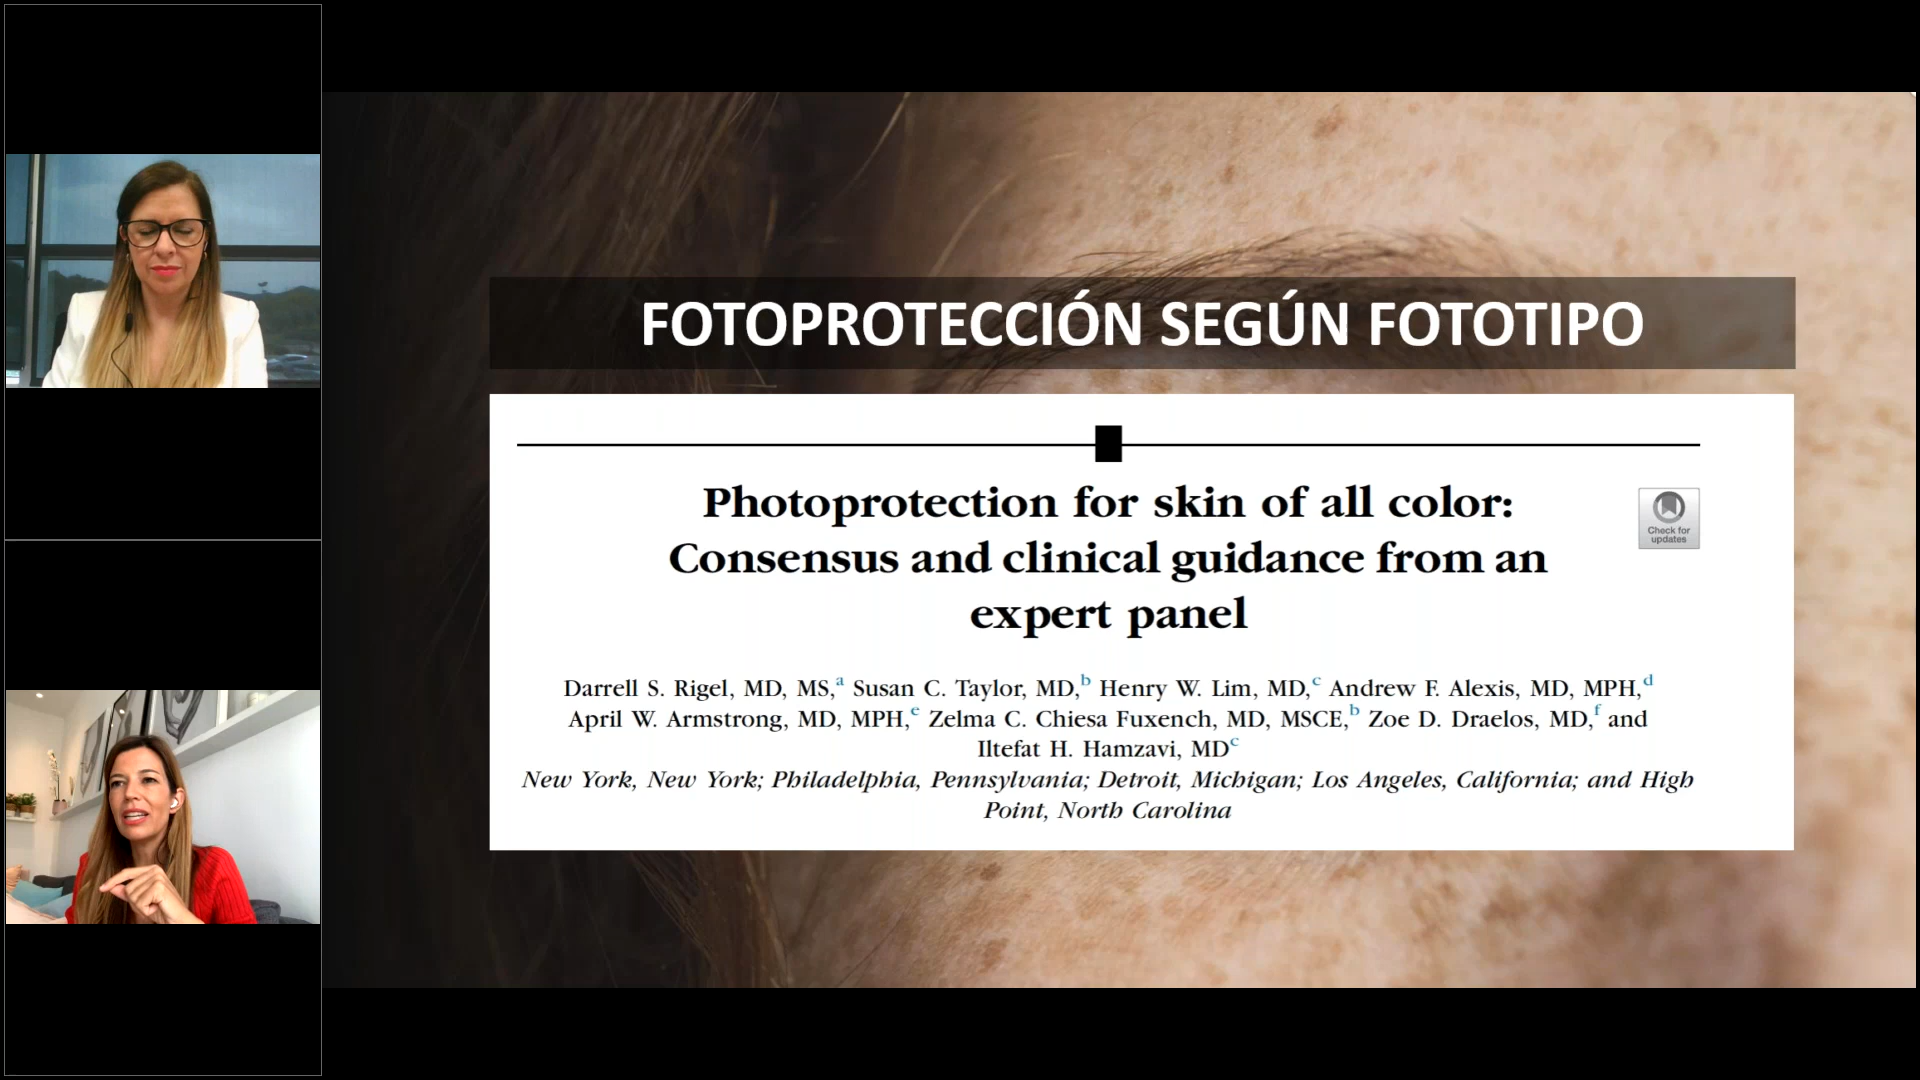 FOTOPROTECCIÓN SEGÚN FOTOTIPO
Photoprotection for skin of all color:
Consensus and clinical guidance from an
expert panel
Check for
updates
Darrell S. Rigel, MD, MS,a Susan C. Taylor, MD,b Henry W. Lim, MD,c Andrew F. Alexis, MD, MPH,d
April W. Armstrong, MD, MPH,e Zelma C. Chiesa Fuxench, MD, MSCE,b Zoe D. Draelos, MD,f and
Iltefat H. Hamzavi, MDc
New York, New York; Philadelphia, Pennsylvania; Detroit, Michigan; Los Angeles, California; and High
Point, North Carolina